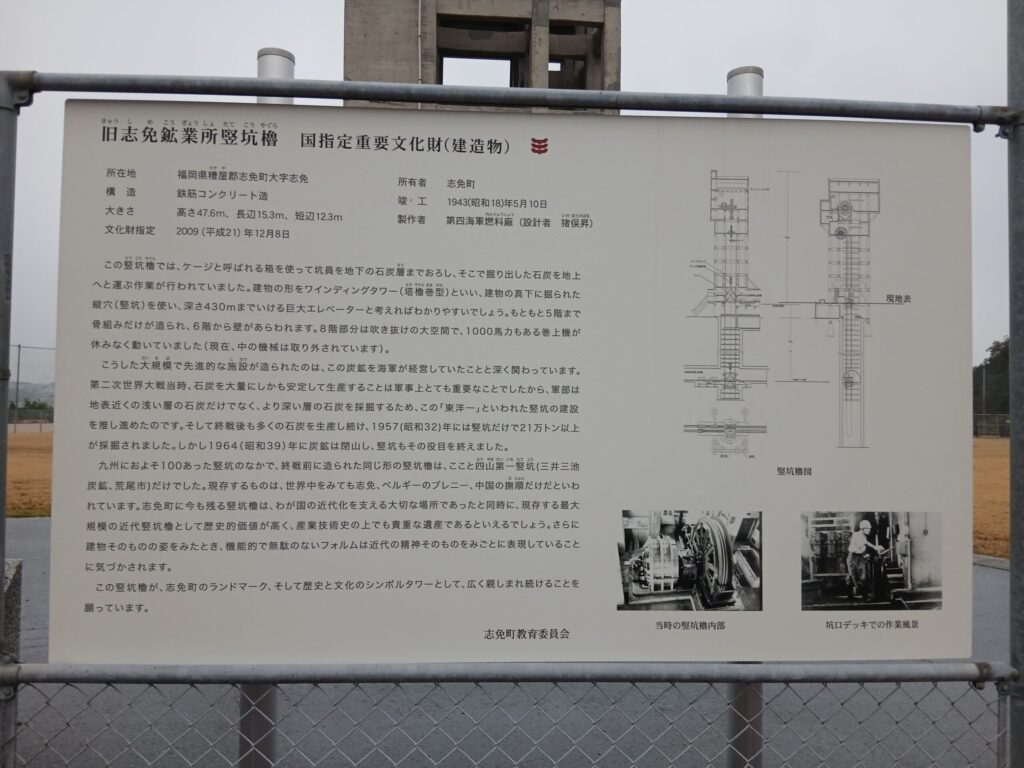 旧志免鉱業所竪坑櫓 国指定重要文化財(建造物)
所在地 福岡県糟屋郡志免町大字志免
構造 鉄筋コンクリート造
大きさ 高さ47.6m、長辺15.3m、短辺12.3m
文化財指定 2009(平成21)年12月8日
所有者 志免町
竣・工 1943(昭和18)年5月10日
製作者 第四海軍燃料廠(設計者 猪俣昇)
この竪坑櫓では、ケージと呼ばれる箱を使って坑員を地下の石炭層までおろし、そこで掘り出した石炭を地上
へと運ぶ作業が行われていました。建物の形をワインディングタワー(塔櫓巻型)といい、建物の真下に掘られた
縦穴(竪坑)を使い、深さ430mまでいける巨大エレベーターと考えればわかりやすいでしょう。もともと5階まで
骨組みだけが造られ、6階から壁があらわれます。8階部分は吹き抜けの大空間で、1000馬力もある巻上機が
休みなく動いていました(現在、中の機械は取り外されています)。
こうした大規模で先進的な施設が造られたのは、この炭鉱を海軍が経営していたことと深く関わっています。
第二次世界大戦当時、石炭を大量にしかも安定して生産することは軍事上とても重要なことでしたから、軍部は
地表近くの浅い層の石炭だけでなく、より深い層の石炭を採掘するため、この「東洋一」といわれた竪坑の建設
を推し進めたのです。そして終戦後も多くの石炭を生産し続け、1957(昭和32)年には竪坑だけで21万トン以上
が採掘されました。しかし1964(昭和39)年に炭鉱は閉山し、竪坑もその役目を終えました。
九州におよそ100あった竪坑のなかで、終戦前に造られた同じ形の竪坑櫓は、ここと四山第一竪坑(三井三池
炭鉱、荒尾市)だけでした。現存するものは、世界中をみても志免、ベルギーのブレニー、中国の撫順だけだといわ
れています。志免町に今も残る竪坑櫓は、わが国の近代化を支える大切な場所であったと同時に、現存する最大
規模の近代竪坑櫓として歴史的価値が高く、産業技術史の上でも貴重な遺産であるといえるでしょう。さらに
建物そのものの姿をみたとき、機能的で無駄のないフォルムは近代の精神そのものをみごとに表現していること
に気づかされます。
この竪坑櫓が、志免町のランドマーク、そして歴史と文化のシンボルタワーとして、広く親しまれ続けることを
願っています。
志免町教育委員会
現地表
竪坑櫓図
当時の竪坑櫓内部
坑口デッキでの作業風景